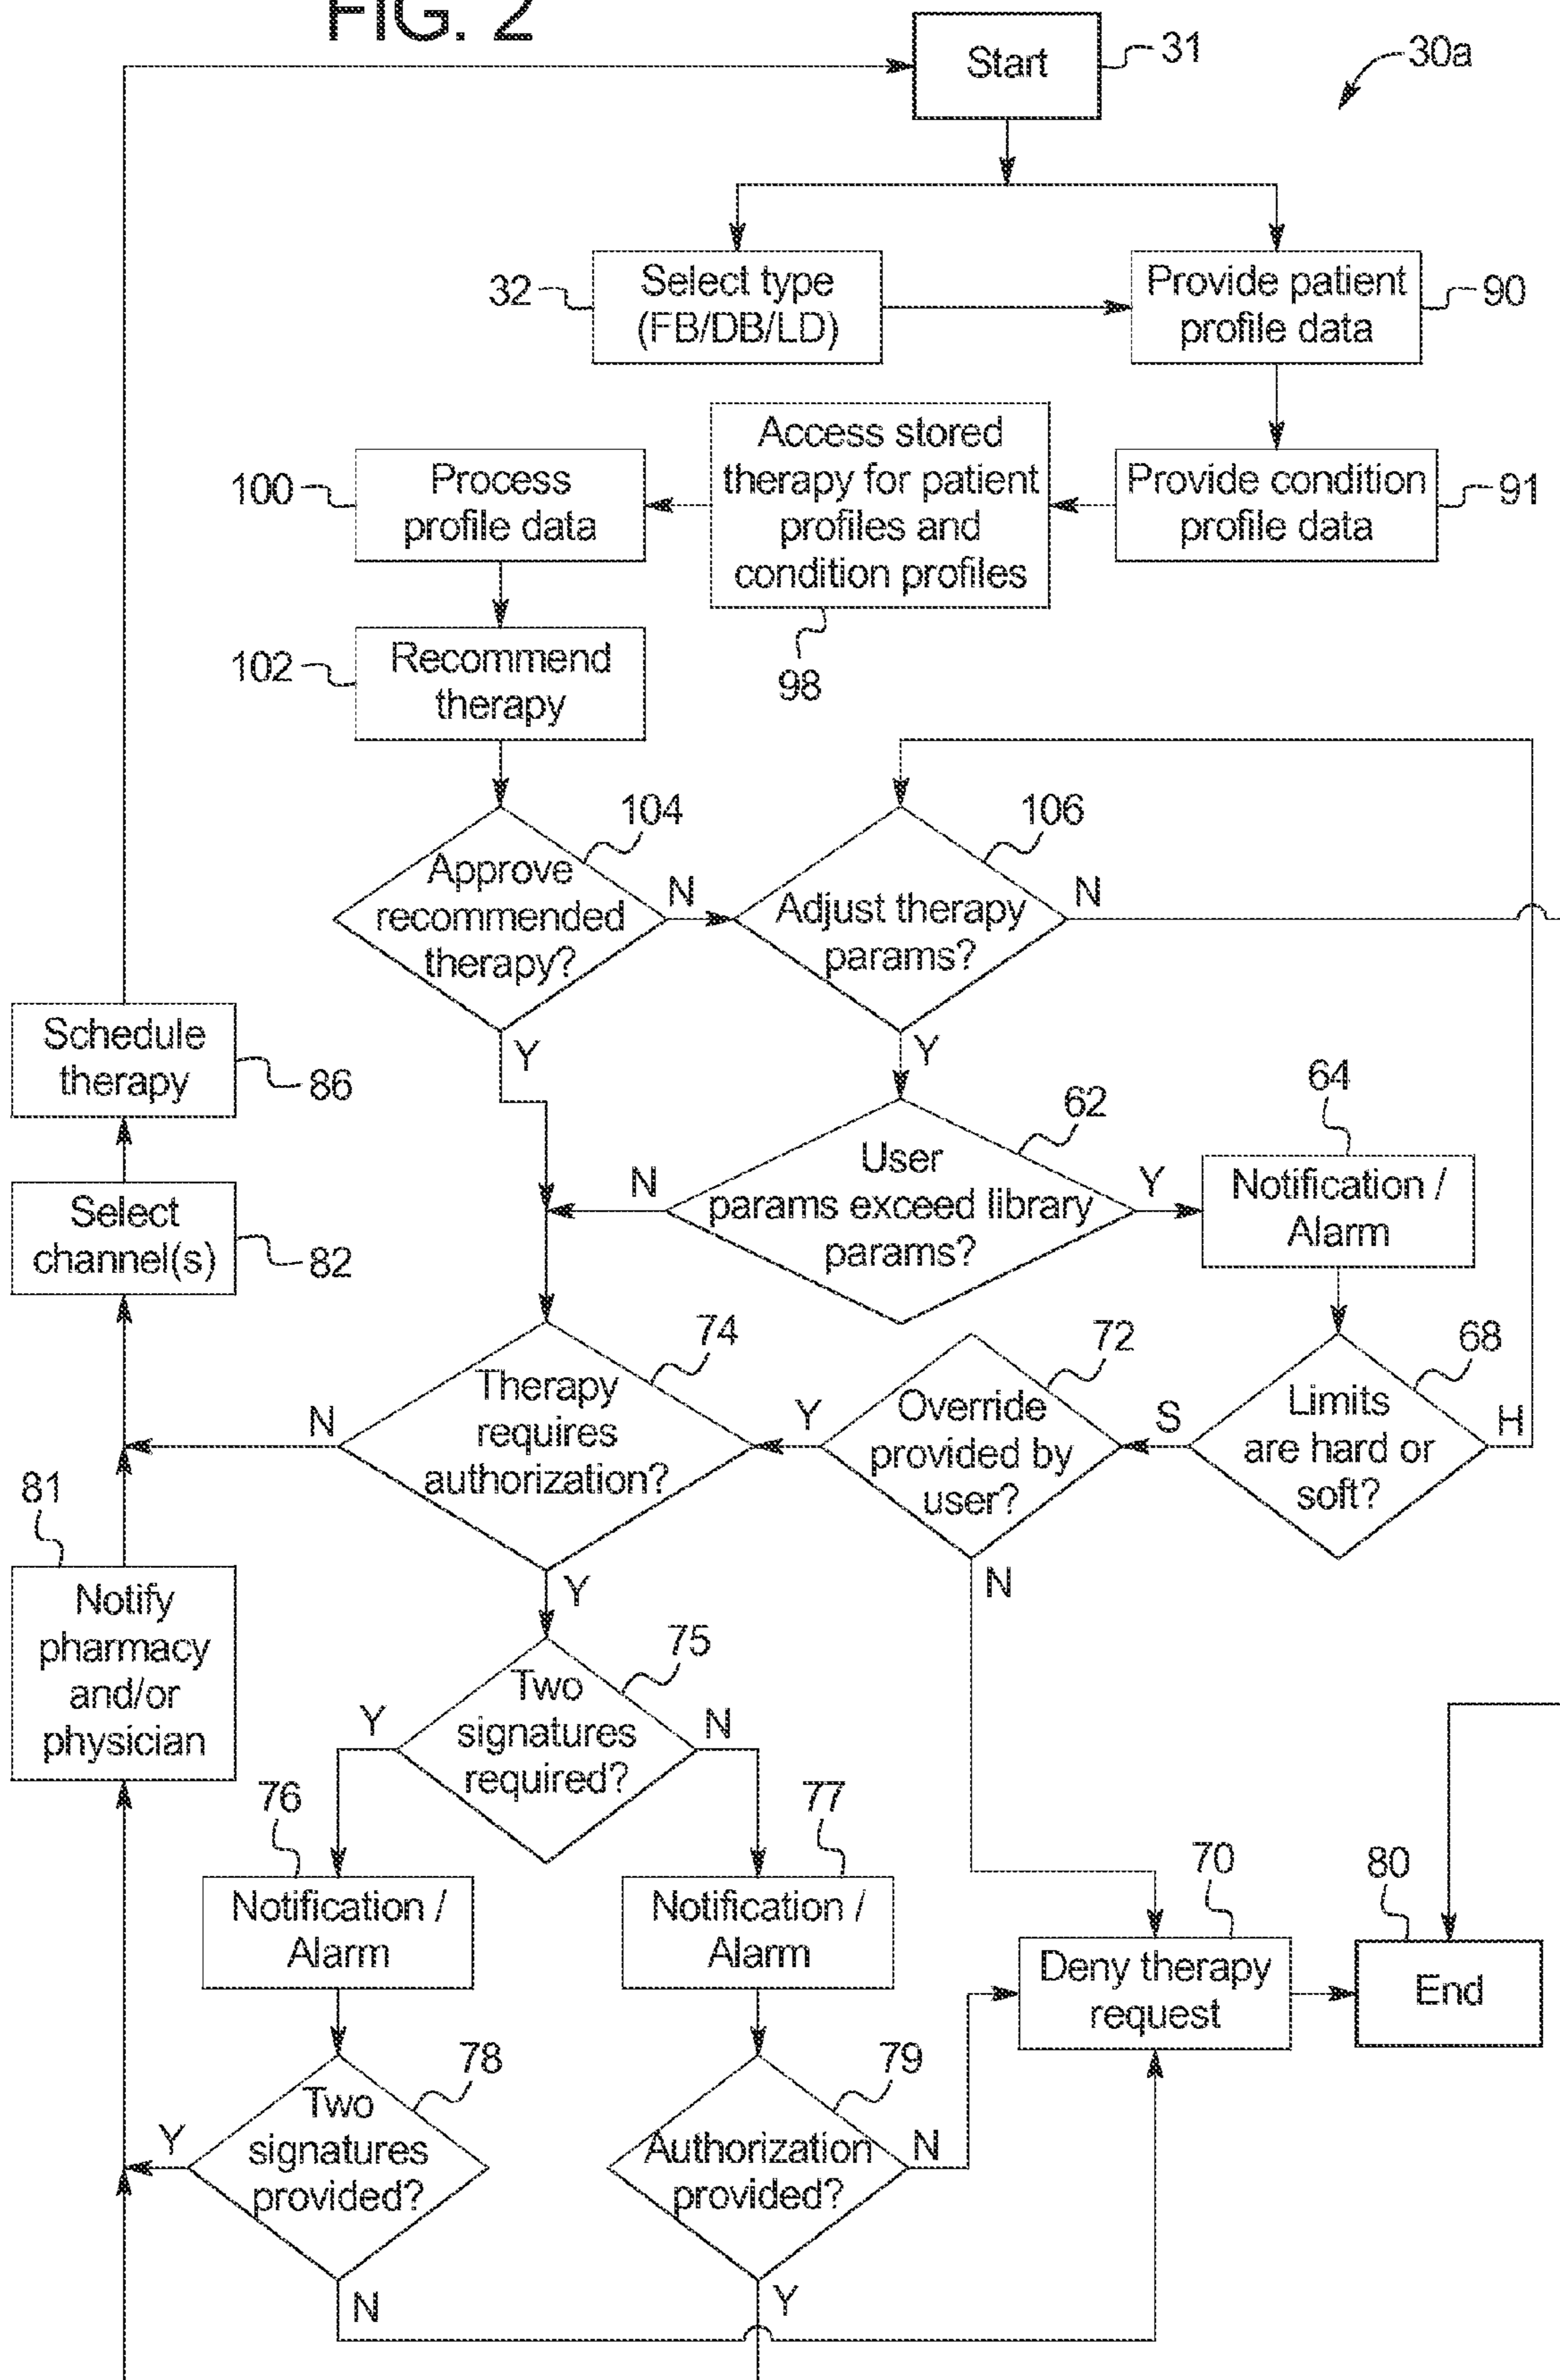 FIG. 2
Start
31
30a
32
Select type
(FB/DB/LD)
Provide patient
profile data
90
100
Process
profile data
Access stored
therapy for patient
profiles and
condition profiles
98
Provide condition
profile data
91
102
Recommend
therapy
104
Approve
recommended
therapy?
N
Y
106
Adjust therapy
params?
N
Y
Schedule
therapy
86
Select
channel(s)
82
62
User
params exceed library
params?
N
Y
64
Notification /
Alarm
74
Therapy
requires
authorization?
N
Y
72
Override
provided by
user?
Y
N
68
Limits
are hard or
soft?
S
H
81
Notify
pharmacy
and/or
physician
75
Two
signatures
required?
Y
N
76
Notification /
Alarm
77
Notification /
Alarm
70
Deny therapy
request
80
End
78
Two
signatures
provided?
Y
N
79
Authorization
provided?
N
Y